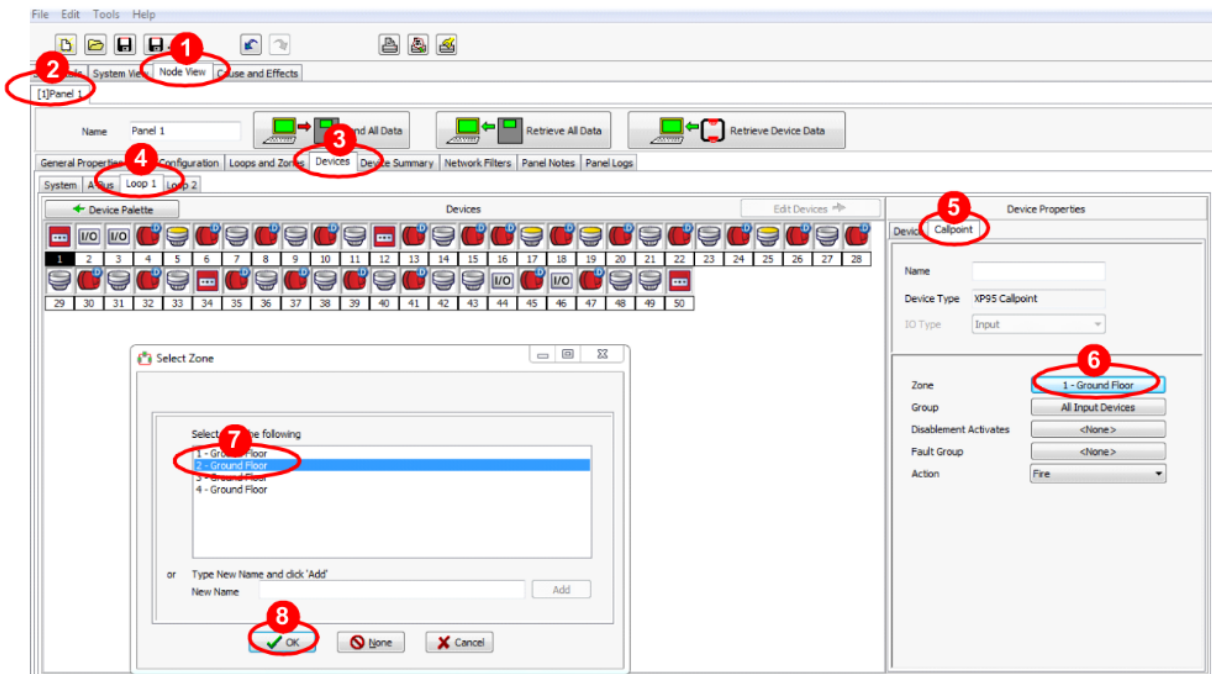 File Edit Tools Help
1
2
System View Node View Cause and Effects
[1]Panel 1
Name Panel 1 All Data Retrieve All Data Retrieve Device Data
3
4
General Properties Configuration Loops and Zones Devices Device Summary Network Filters Panel Notes Panel Logs
System Loop 1 Loop 2
Device Palette Devices Edit Devices
I/O I/O
1 2 3 4 5 6 7 8 9 10 11 12 13 14 15 16 17 18 19 20 21 22 23 24 25 26 27 28
I/O I/O
29 30 31 32 33 34 35 36 37 38 39 40 41 42 43 44 45 46 47 48 49 50
Select Zone
Select the following
7
1 - Ground Floor
2 - Ground Floor
3 - Ground Floor
4 - Ground Floor
or Type New Name and click 'Add'
New Name Add
8
OK None Cancel
5
Device Properties
Callpoint
Name
Device Type XP95 Callpoint
IO Type Input
6
Zone 1 - Ground Floor
Group All Input Devices
Disablement Activates <None>
Fault Group <None>
Action Fire